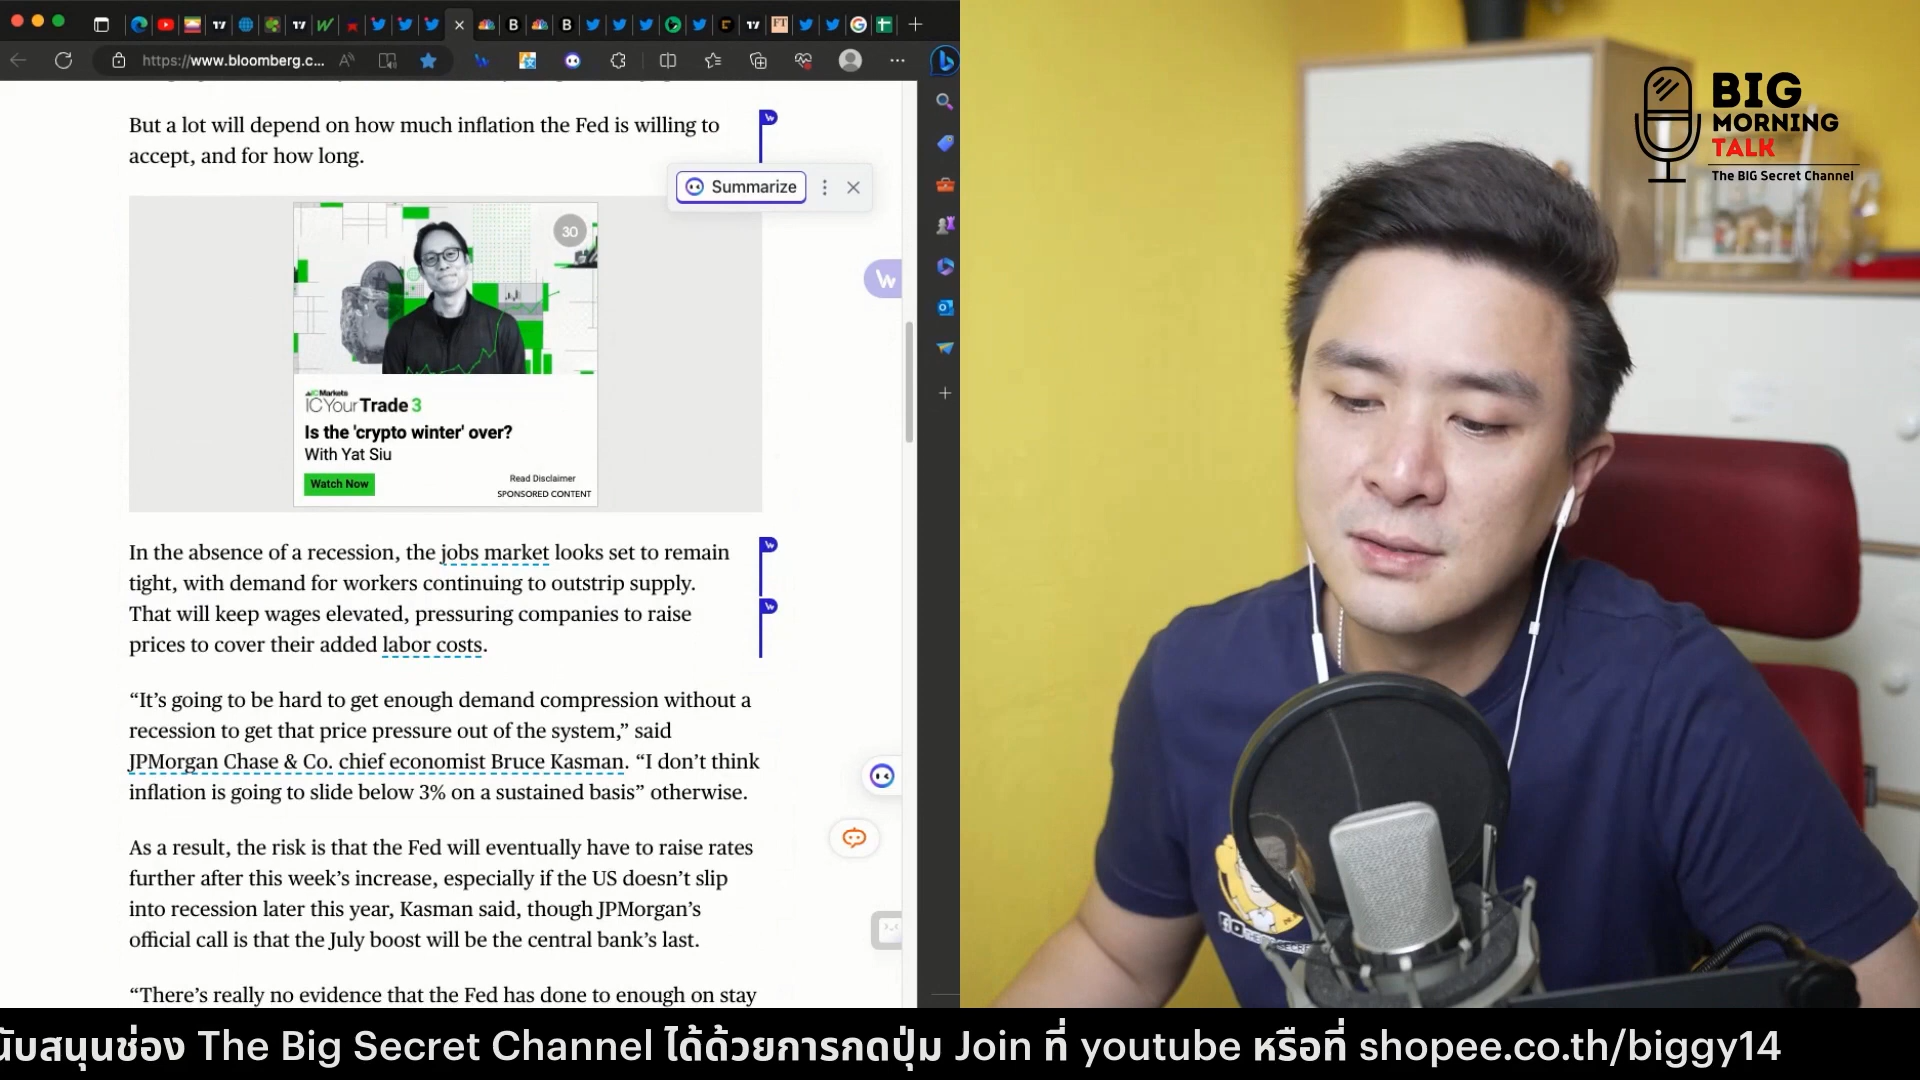 https://www.bloomberg.c...
But a lot will depend on how much inflation the Fed is willing to
accept, and for how long.
Summarize
30
IC Markets
IC Your Trade 3
Is the 'crypto winter' over?
With Yat Siu
Watch Now
Read Disclaimer
SPONSORED CONTENT
In the absence of a recession, the jobs market looks set to remain
tight, with demand for workers continuing to outstrip supply.
That will keep wages elevated, pressuring companies to raise
prices to cover their added labor costs.
“It’s going to be hard to get enough demand compression without a
recession to get that price pressure out of the system,” said
JPMorgan Chase & Co. chief economist Bruce Kasman. “I don’t think
inflation is going to slide below 3% on a sustained basis” otherwise.
As a result, the risk is that the Fed will eventually have to raise rates
further after this week’s increase, especially if the US doesn’t slip
into recession later this year, Kasman said, though JPMorgan’s
official call is that the July boost will be the central bank’s last.
“There’s really no evidence that the Fed has done to enough on stay
BIG
MORNING
TALK
The BIG Secret Channel
นับสนุนช่อง The Big Secret Channel ได้ด้วยการกดปุ่ม Join ที่ youtube หรือที่ shopee.co.th/biggy14